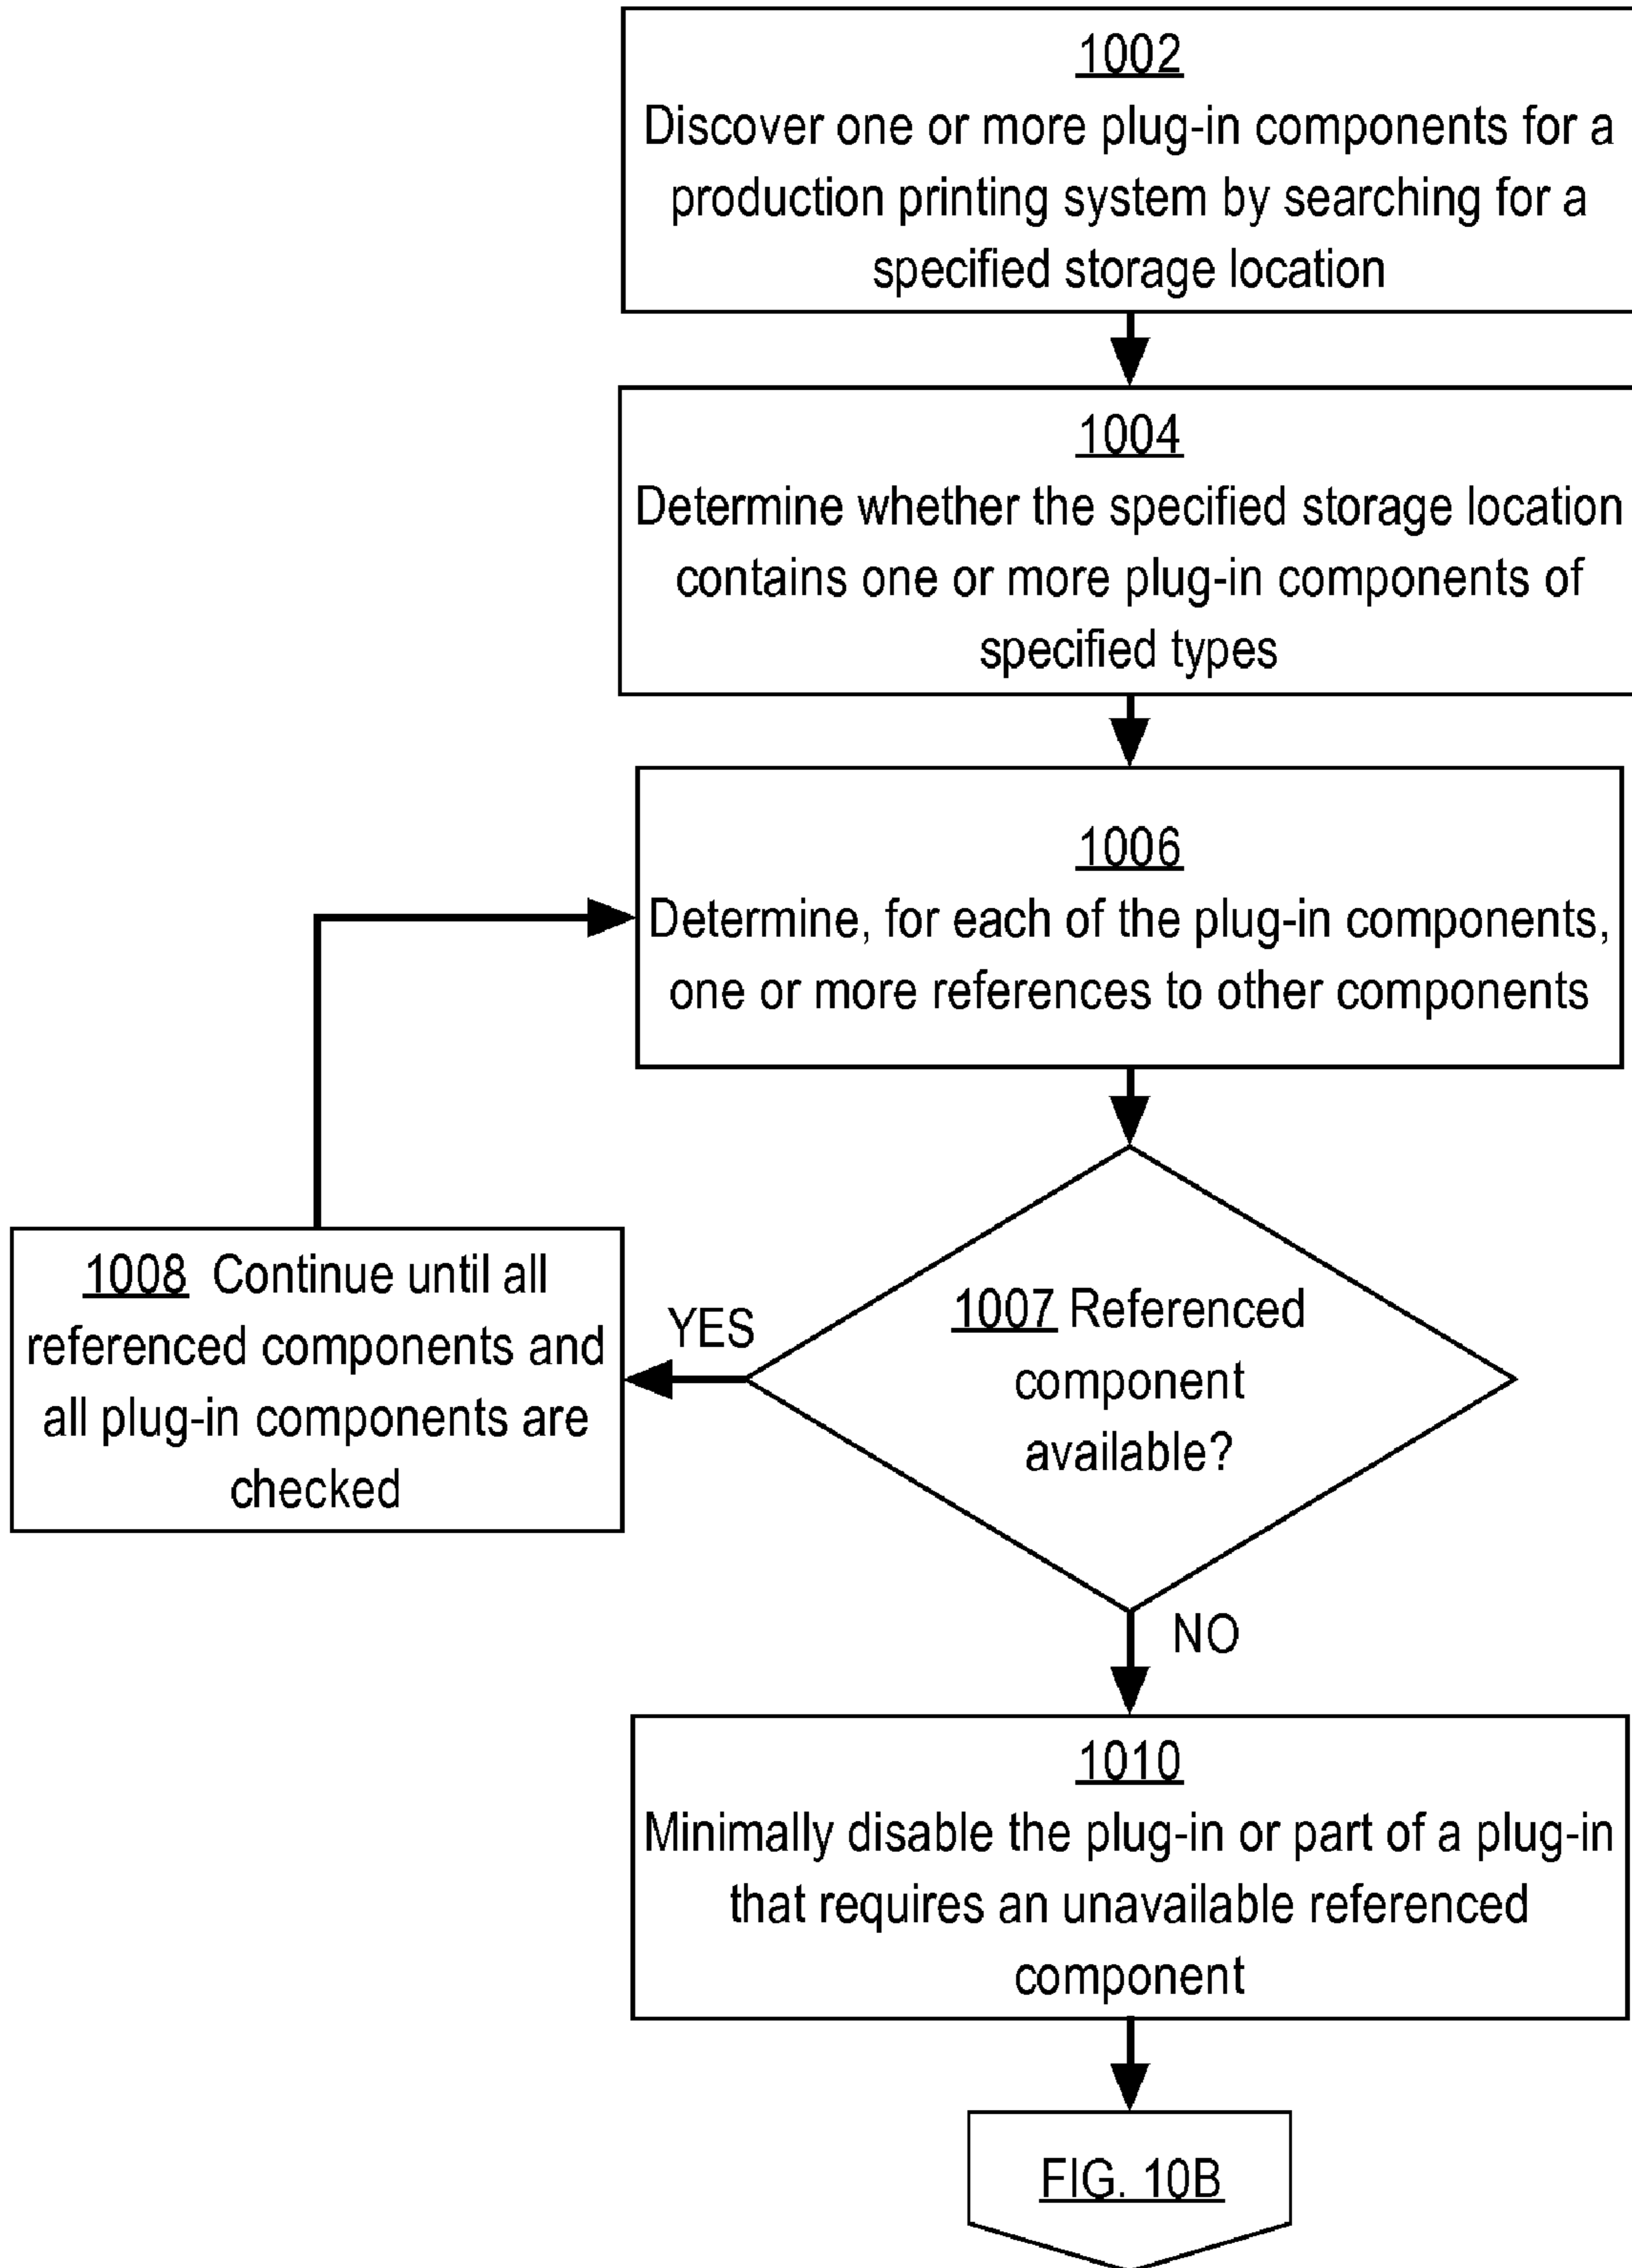 1002
Discover one or more plug-in components for a
production printing system by searching for a
specified storage location
1004
Determine whether the specified storage location
contains one or more plug-in components of
specified types
1006
Determine, for each of the plug-in components,
one or more references to other components
1007 Referenced
component
available?
YES
1008 Continue until all
referenced components and
all plug-in components are
checked
NO
1010
Minimally disable the plug-in or part of a plug-in
that requires an unavailable referenced
component
FIG. 10B